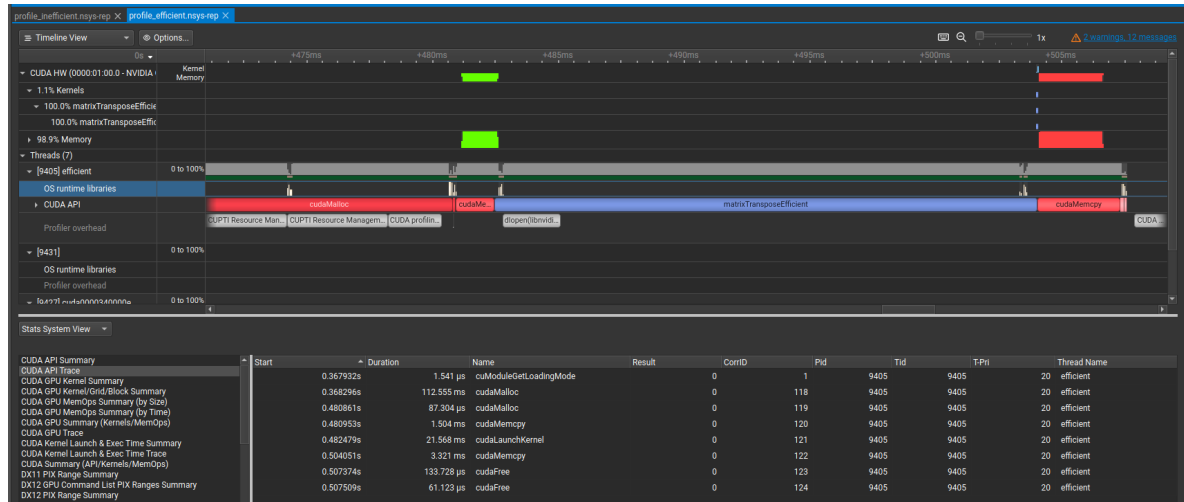 profile_inefficient.nsys-rep × profile_efficient.nsys-rep ×
Timeline View Options... 1x 2 warnings, 12 messages
0s +475ms +480ms +485ms +490ms +495ms +500ms +505ms
CUDA HW (0000:01:00.0 - NVIDIA Kernel
Memory
1.1% Kernels
100.0% matrixTransposeEfficie
100.0% matrixTransposeEffic
98.9% Memory
Threads (7)
[9405] efficient 0 to 100%
OS runtime libraries
CUDA API cudaMalloc cudaMe... matrixTransposeEfficient cudaMemcpy
Profiler overhead CUPTI Resource Man... CUPTI Resource Managem... CUDA profilin... dlopen(libnvidi... CUDA
[9431] 0 to 100%
OS runtime libraries
Profiler overhead
[9427] cuda0000340000e 0 to 100%
Stats System View
CUDA API Summary
CUDA API Trace
CUDA GPU Kernel Summary
CUDA GPU Kernel/Grid/Block Summary
CUDA GPU MemOps Summary (by Size)
CUDA GPU MemOps Summary (by Time)
CUDA GPU Summary (Kernels/MemOps)
CUDA GPU Trace
CUDA Kernel Launch & Exec Time Summary
CUDA Kernel Launch & Exec Time Trace
CUDA Summary (API/Kernels/MemOps)
DX11 PIX Range Summary
DX12 GPU Command List PIX Ranges Summary
DX12 PIX Range Summary
Start Duration Name Result CorrID Pid Tid T-Pri Thread Name
0.367932s 1.541 μs cuModuleGetLoadingMode 0 1 9405 9405 20 efficient
0.368296s 112.555 ms cudaMalloc 0 118 9405 9405 20 efficient
0.480861s 87.304 μs cudaMalloc 0 119 9405 9405 20 efficient
0.480953s 1.504 ms cudaMemcpy 0 120 9405 9405 20 efficient
0.482479s 21.568 ms cudaLaunchKernel 0 121 9405 9405 20 efficient
0.504051s 3.321 ms cudaMemcpy 0 122 9405 9405 20 efficient
0.507374s 133.728 μs cudaFree 0 123 9405 9405 20 efficient
0.507509s 61.123 μs cudaFree 0 124 9405 9405 20 efficient